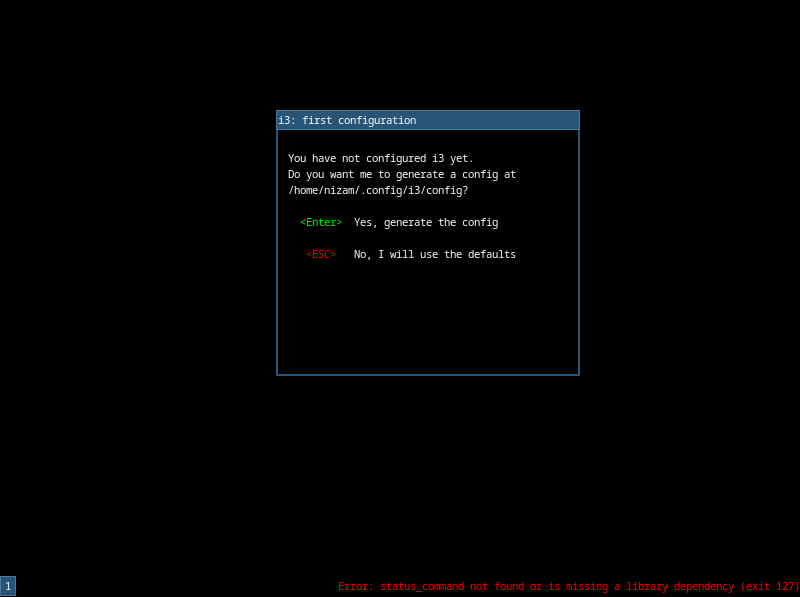 i3: first configuration
You have not configured i3 yet.
Do you want me to generate a config at
/home/nizam/.config/i3/config?
<Enter> Yes, generate the config
<ESC> No, I will use the defaults
1
Error: status_command not found or is missing a library dependency (exit 127)